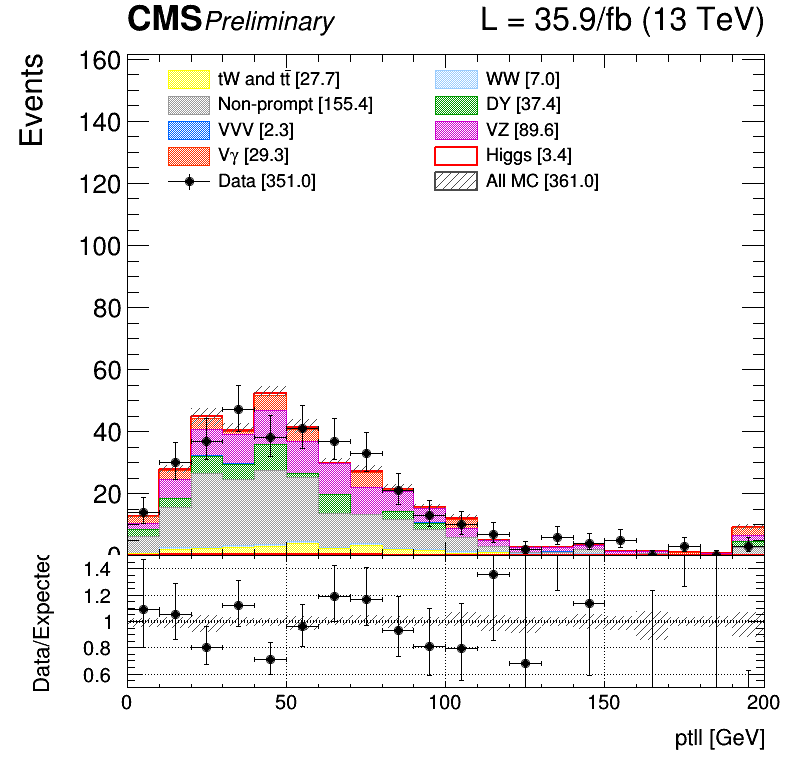 CMS Preliminary L = 35.9/fb (13 TeV)
Events
160
140
120
100
80
60
40
20
0
tW and tt̄ [27.7]
WW [7.0]
Non-prompt [155.4]
DY [37.4]
VVV [2.3]
VZ [89.6]
Vγ [29.3]
Higgs [3.4]
Data [351.0]
All MC [361.0]
Data/Expected
1.4
1.2
1
0.8
0.6
0 50 100 150 200
ptll [GeV]